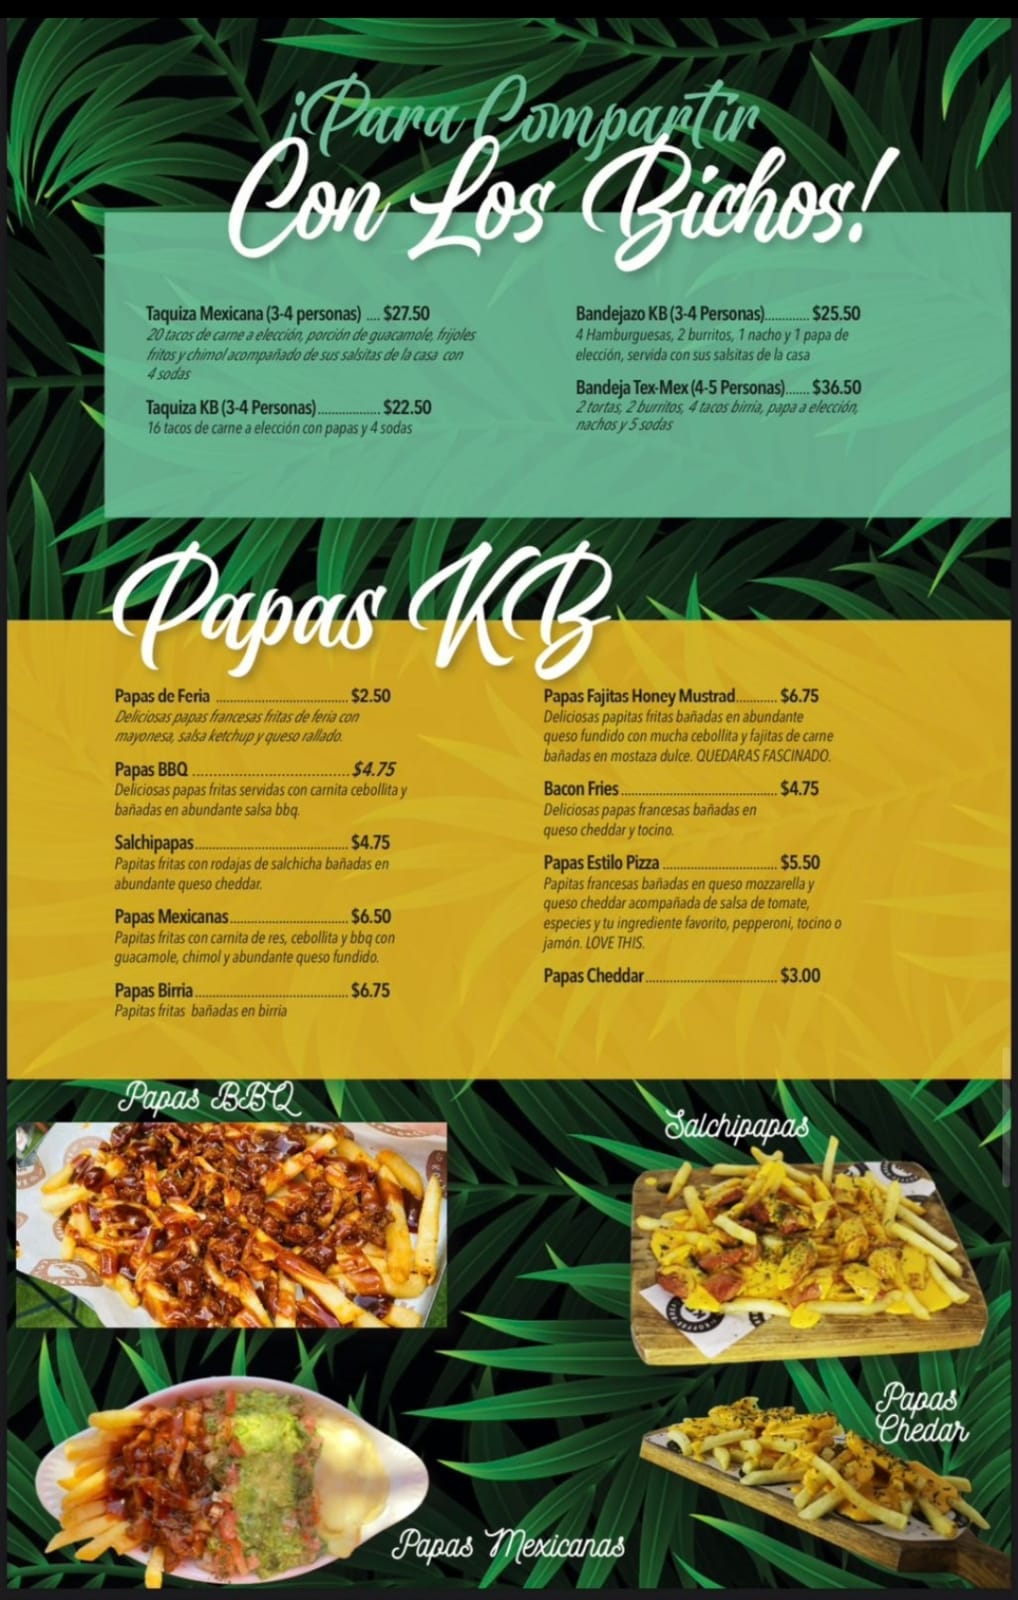 ¡Para Compartir
Con Los Bichos!
Taquiza Mexicana (3-4 personas) .... $27.50
20 tacos de carne a elección, porción de guacamole, frijoles
fritos y chimol acompañado de sus salsitas de la casa con
4 sodas
Taquiza KB (3-4 Personas).................. $22.50
16 tacos de carne a elección con papas y 4 sodas
Bandejazo KB (3-4 Personas)............ $25.50
4 Hamburguesas, 2 burritos, 1 nacho y 1 papa de
elección, servida con sus salsitas de la casa
Bandeja Tex-Mex (4-5 Personas)...... $36.50
2 tortas, 2 burritos, 4 tacos birria, papa a elección,
nachos y 5 sodas
Papas KB
Papas de Feria ..................................... $2.50
Deliciosas papas francesas fritas de feria con
mayonesa, salsa ketchup y queso rallado.
Papas BBQ ........................................... $4.75
Deliciosas papas fritas servidas con carnita cebollita y
bañadas en abundante salsa bbq.
Salchipapas.......................................... $4.75
Papitas fritas con rodajas de salchicha bañadas en
abundante queso cheddar.
Papas Mexicanas................................. $6.50
Papitas fritas con carnita de res, cebollita y bbq con
guacamole, chimol y abundante queso fundido.
Papas Birria .......................................... $6.75
Papitas fritas bañadas en birria
Papas Fajitas Honey Mustrad........... $6.75
Deliciosas papitas fritas bañadas en abundante
queso fundido con mucha cebollita y fajitas de carne
bañadas en mostaza dulce. QUEDARAS FASCINADO.
Bacon Fries ........................................... $4.75
Deliciosas papas francesas bañadas en
queso cheddar y tocino.
Papas Estilo Pizza ............................... $5.50
Papitas francesas bañadas en queso mozzarella y
queso cheddar acompañada de salsa de tomate,
especies y tu ingrediente favorito, pepperoni, tocino o
jamón. LOVE THIS.
Papas Cheddar.................................... $3.00
Papas BBQ
Salchipapas
Papas
Chedar
Papas Mexicanas